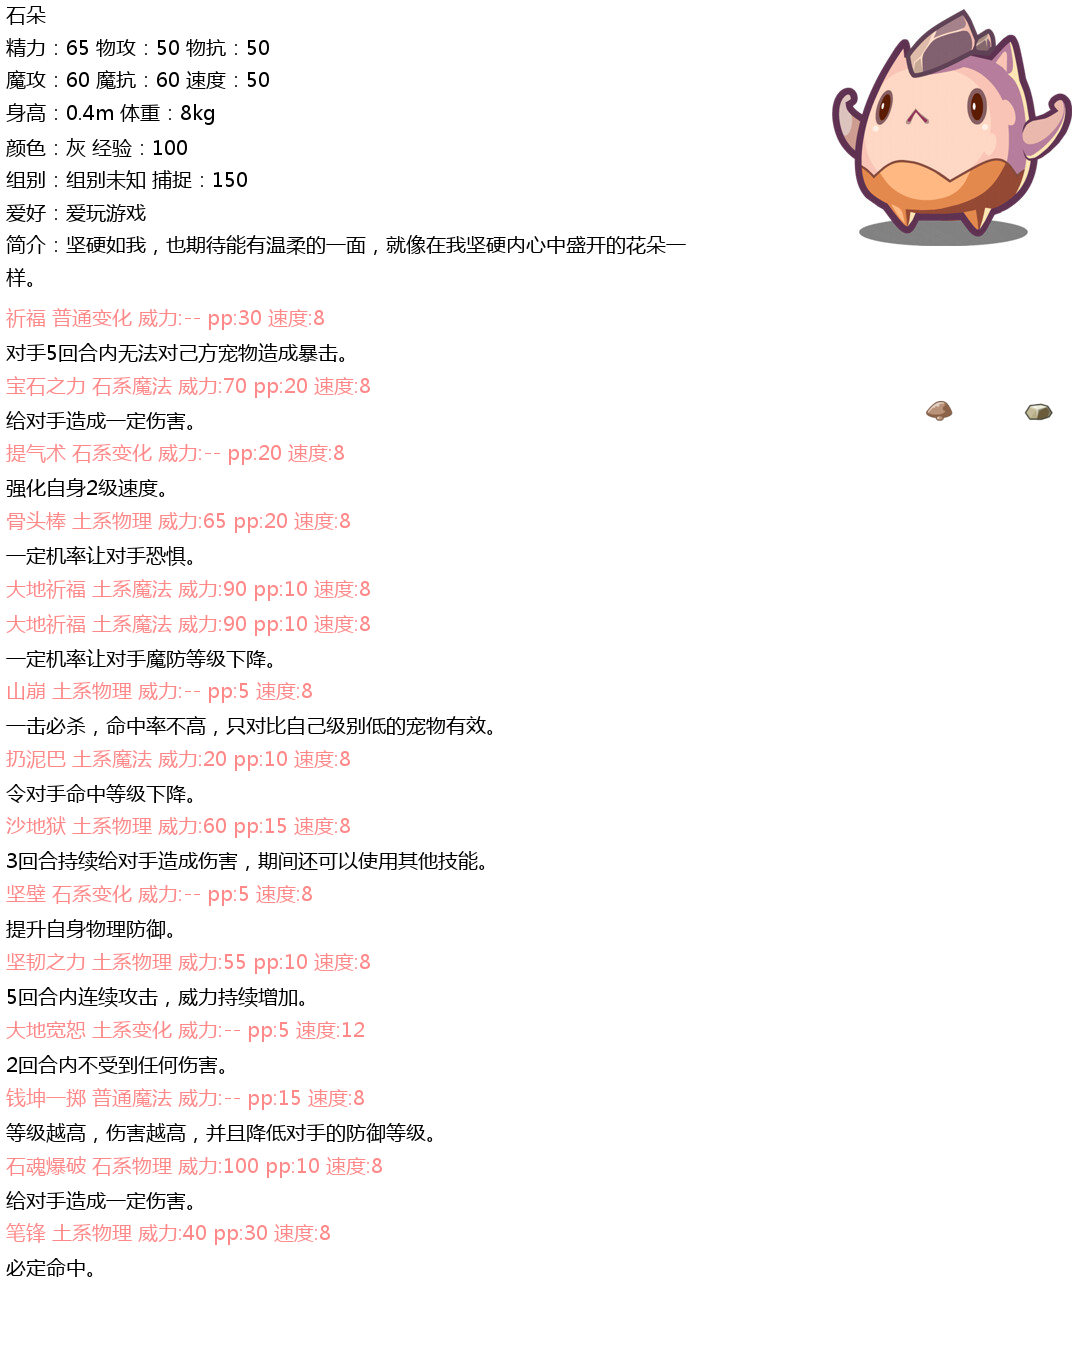 石朵
精力：65 物攻：50 物抗：50
魔攻：60 魔抗：60 速度：50
身高：0.4m 体重：8kg
颜色：灰 经验：100
组别：组别未知 捕捉：150
爱好：爱玩游戏
简介：坚硬如我，也期待能有温柔的一面，就像在我坚硬内心中盛开的花朵一
样。
祈福 普通变化 威力:-- pp:30 速度:8
对手5回合内无法对己方宠物造成暴击。
宝石之力 石系魔法 威力:70 pp:20 速度:8
给对手造成一定伤害。
提气术 石系变化 威力:-- pp:20 速度:8
强化自身2级速度。
骨头棒 土系物理 威力:65 pp:20 速度:8
一定机率让对手恐惧。
大地祈福 土系魔法 威力:90 pp:10 速度:8
大地祈福 土系魔法 威力:90 pp:10 速度:8
一定机率让对手魔防等级下降。
山崩 土系物理 威力:-- pp:5 速度:8
一击必杀，命中率不高，只对比自己级别低的宠物有效。
扔泥巴 土系魔法 威力:20 pp:10 速度:8
令对手命中等级下降。
沙地狱 土系物理 威力:60 pp:15 速度:8
3回合持续给对手造成伤害，期间还可以使用其他技能。
坚壁 石系变化 威力:-- pp:5 速度:8
提升自身物理防御。
坚韧之力 土系物理 威力:55 pp:10 速度:8
5回合内连续攻击，威力持续增加。
大地宽恕 土系变化 威力:-- pp:5 速度:12
2回合内不受到任何伤害。
钱坤一掷 普通魔法 威力:-- pp:15 速度:8
等级越高，伤害越高，并且降低对手的防御等级。
石魂爆破 石系物理 威力:100 pp:10 速度:8
给对手造成一定伤害。
笔锋 土系物理 威力:40 pp:30 速度:8
必定命中。